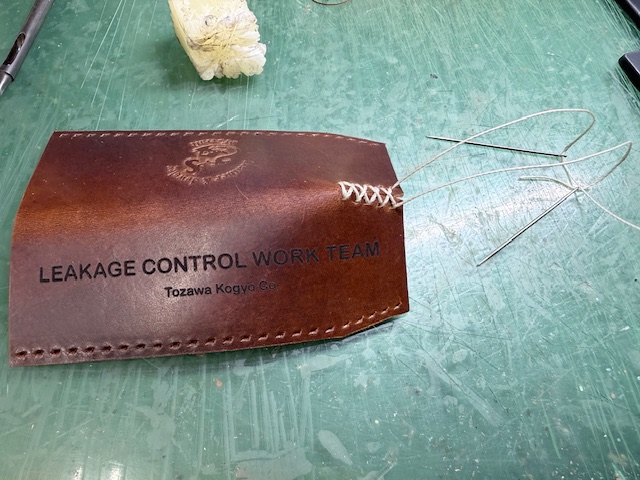 LEAKAGE CONTROL WORK TEAM
Tozawa Kogyo Co